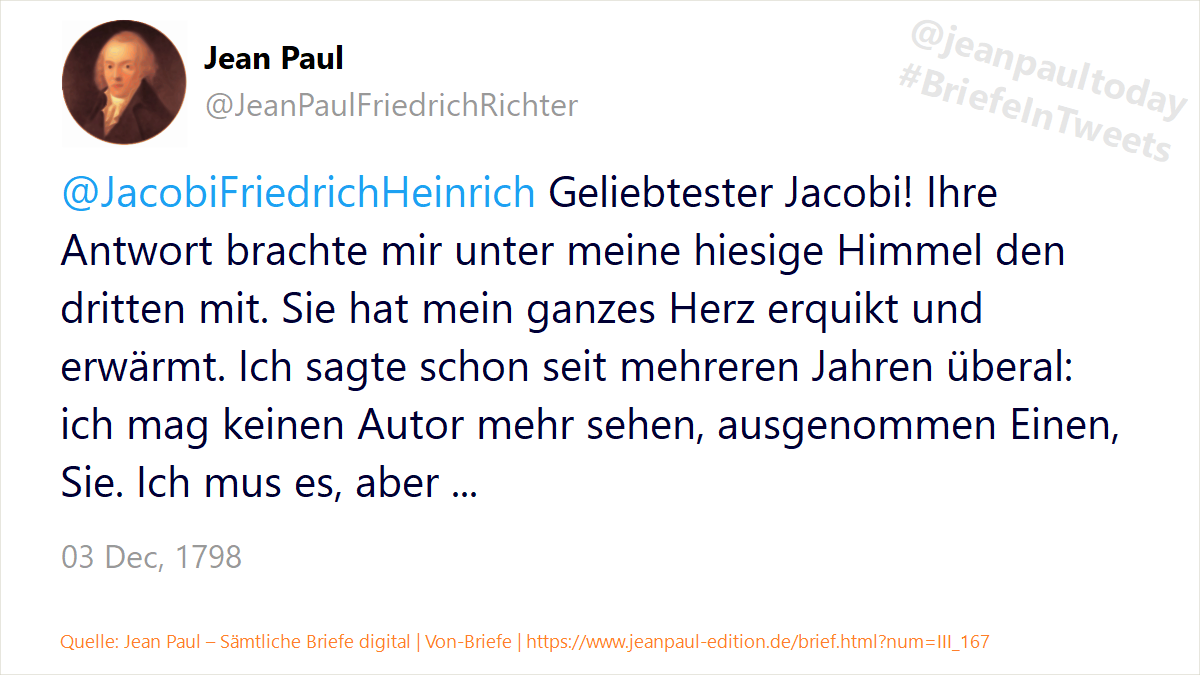 Jean Paul
@JeanPaulFriedrichRichter
@jeanpaultoday
#BriefeInTweets
@JacobiFriedrichHeinrich Geliebtester Jacobi! Ihre
Antwort brachte mir unter meine hiesige Himmel den
dritten mit. Sie hat mein ganzes Herz erquikt und
erwärmt. Ich sagte schon seit mehreren Jahren überal:
ich mag keinen Autor mehr sehen, ausgenommen Einen,
Sie. Ich mus es, aber ...
03 Dec, 1798
Quelle: Jean Paul – Sämtliche Briefe digital | Von-Briefe | https://www.jeanpaul-edition.de/brief.html?num=III_167